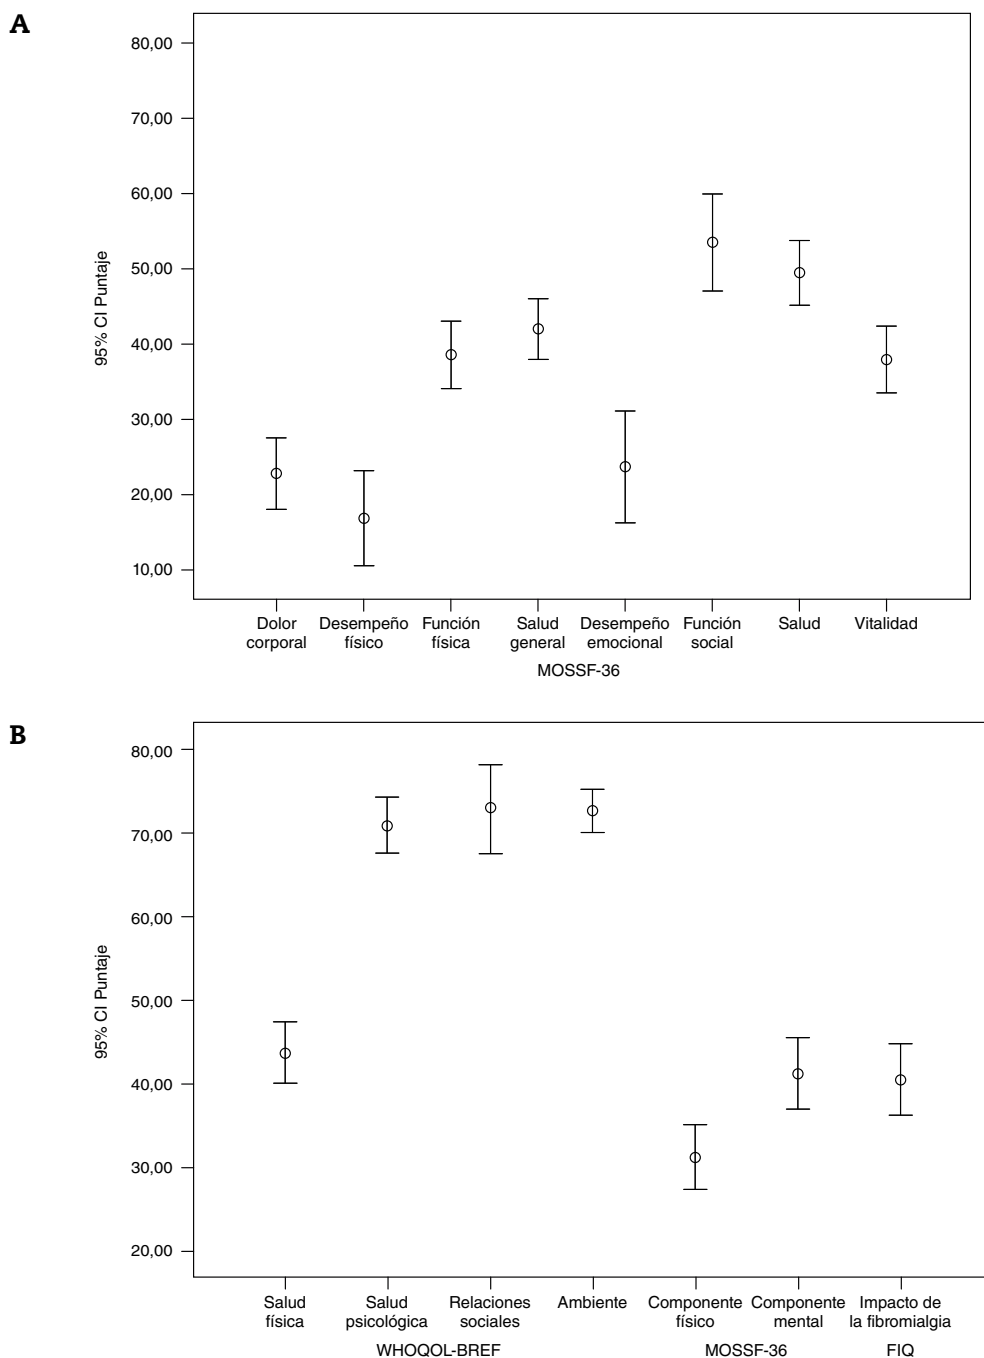 A
80,00
70,00
60,00
50,00
40,00
30,00
20,00
10,00
95% CI Puntaje
Dolor corporal
Desempeño físico
Función física
Salud general
Desempeño emocional
Función social
Salud
Vitalidad
MOSSF-36
B
80,00
70,00
60,00
50,00
40,00
30,00
20,00
95% CI Puntaje
Salud física
Salud psicológica
Relaciones sociales
Ambiente
Componente físico
Componente mental
Impacto de la fibromialgia
WHOQOL-BREF
MOSSF-36
FIQ